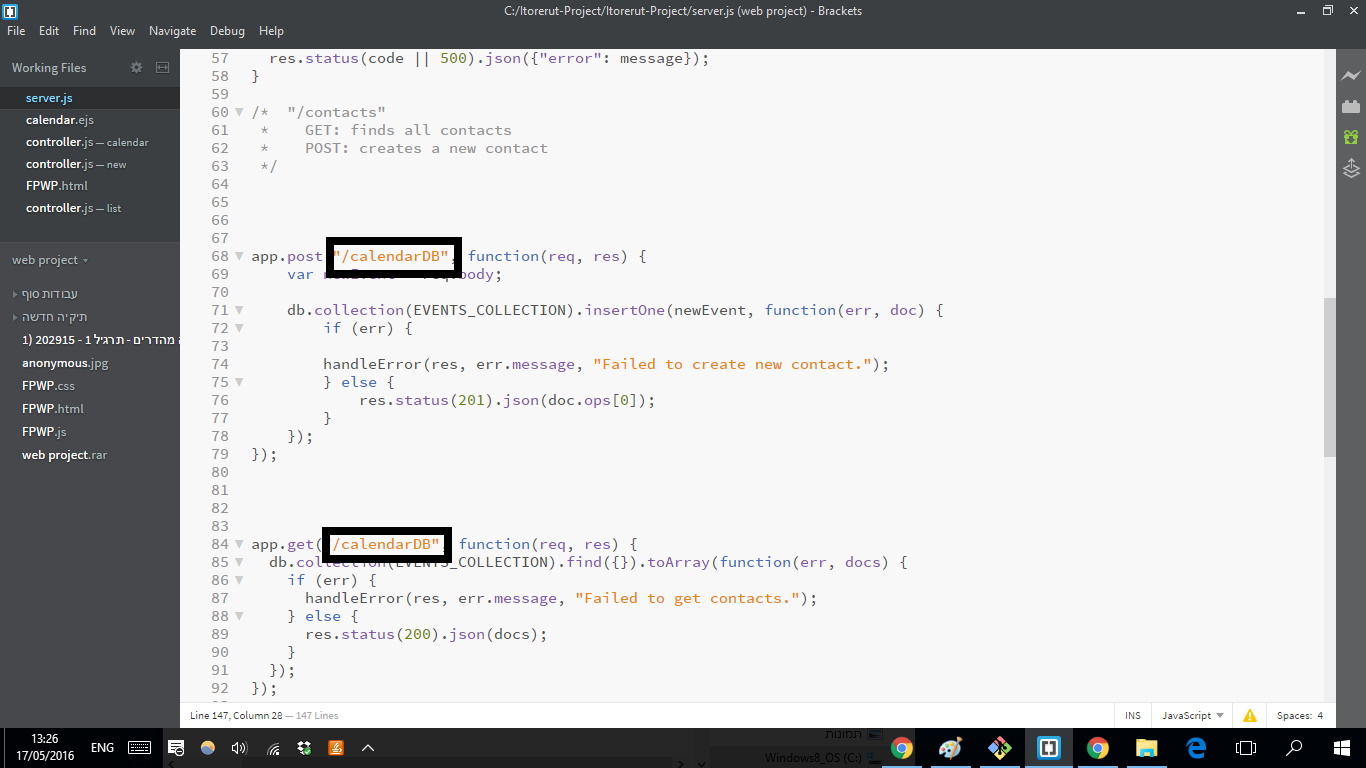 C:/ltorerut-Project/ltorerut-Project/server.js (web project) - Brackets
File Edit Find View Navigate Debug Help
Working Files
server.js
calendar.ejs
controller.js — calendar
controller.js — new
FPWP.html
controller.js — list
web project
עבודות סוף
תיקיה חדשה
מהדרים - תרגיל 1 - 202915 (1
anonymous.jpg
FPWP.css
FPWP.html
FPWP.js
web project.rar
57 res.status(code || 500).json({"error": message});
58 }
59
60 /* "/contacts"
61 * GET: finds all contacts
62 * POST: creates a new contact
63 */
64
65
66
67
68 app.post "/calendarDB", function(req, res) {
69 var body;
70
71 db.collection(EVENTS_COLLECTION).insertOne(newEvent, function(err, doc) {
72 if (err) {
73
74 handleError(res, err.message, "Failed to create new contact.");
75 } else {
76 res.status(201).json(doc.ops[0]);
77 }
78 });
79 });
80
81
82
83
84 app.get( /calendarDB" function(req, res) {
85 db.collection(EVENTS_COLLECTION).find({}).toArray(function(err, docs) {
86 if (err) {
87 handleError(res, err.message, "Failed to get contacts.");
88 } else {
89 res.status(200).json(docs);
90 }
91 });
92 });
Line 147, Column 28 — 147 Lines
INS JavaScript Spaces: 4
13:26
17/05/2016
ENG
תמונות
Windows8_OS (C:)